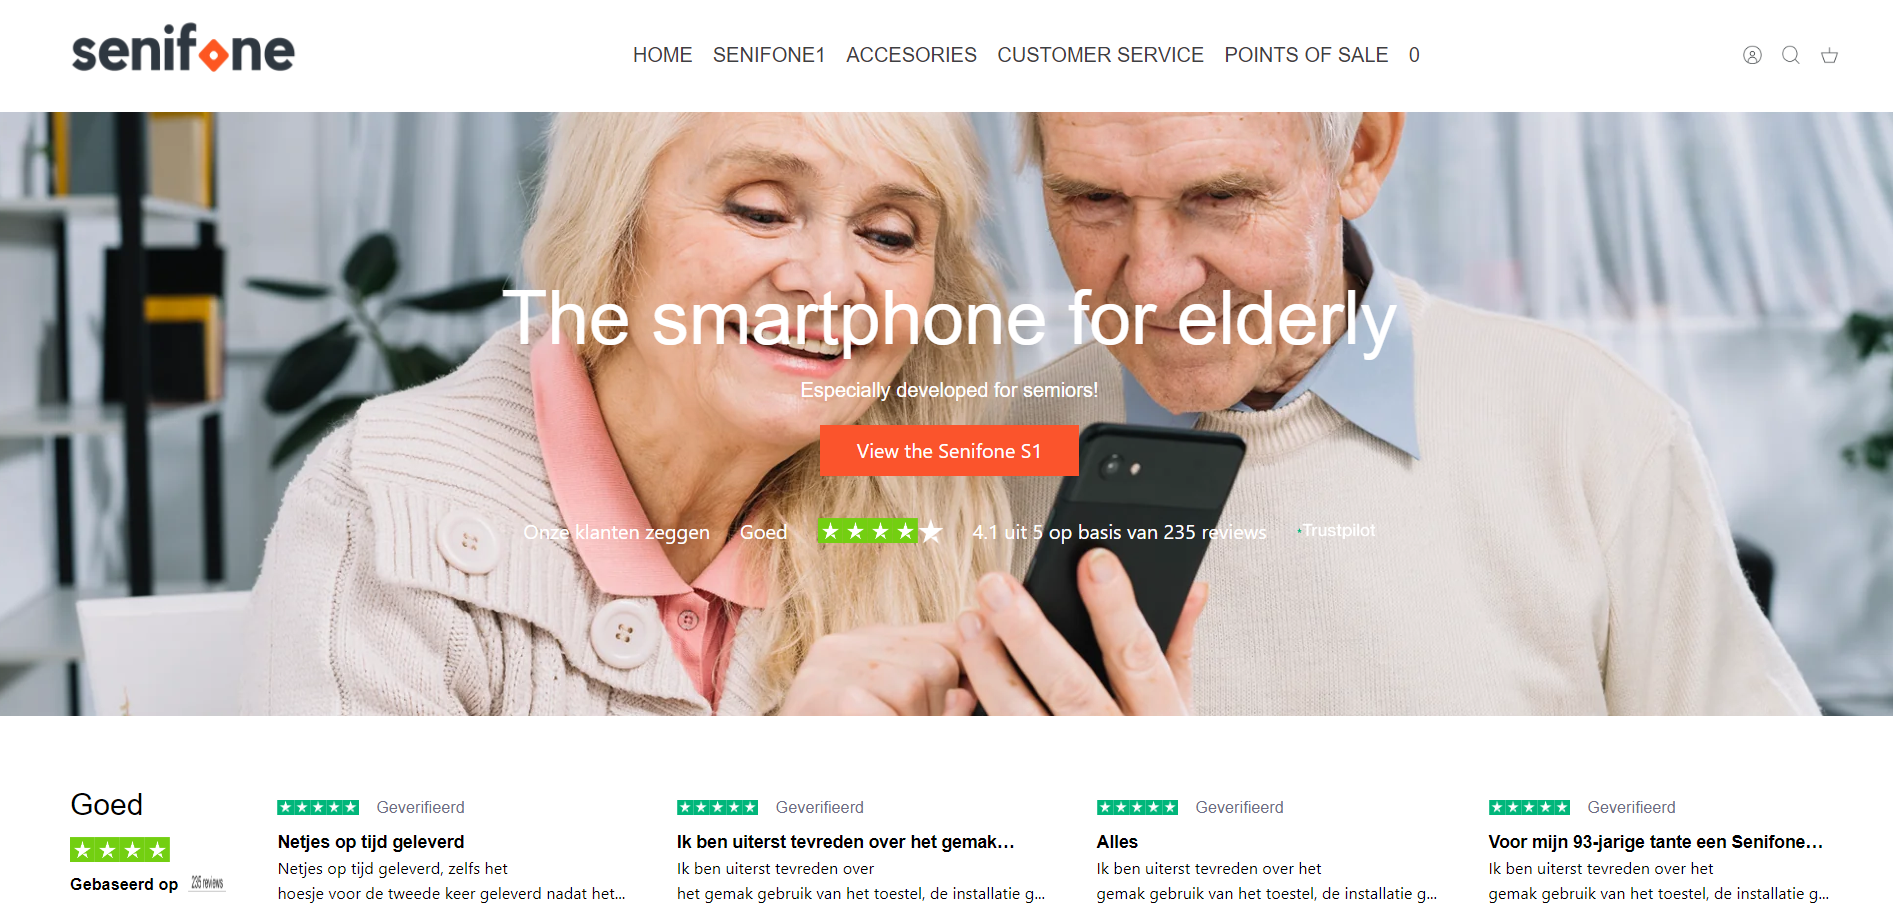 senifone
HOME SENIFONE1 ACCESORIES CUSTOMER SERVICE POINTS OF SALE 0
The smartphone for elderly
Especially developed for semiors!
View the Senifone S1
Onze klanten zeggen Goed 4.1 uit 5 op basis van 235 reviews Trustpilot
Goed
Gebaseerd op 235 reviews
Geverifieerd
Netjes op tijd geleverd
Netjes op tijd geleverd, zelfs het
hoesje voor de tweede keer geleverd nadat het...
Geverifieerd
Ik ben uiterst tevreden over het gemak...
Ik ben uiterst tevreden over
het gemak gebruik van het toestel, de installatie g...
Geverifieerd
Alles
Ik ben uiterst tevreden over het
gemak gebruik van het toestel, de installatie g...
Geverifieerd
Voor mijn 93-jarige tante een Senifone...
Ik ben uiterst tevreden over het
gemak gebruik van het toestel, de installatie g...